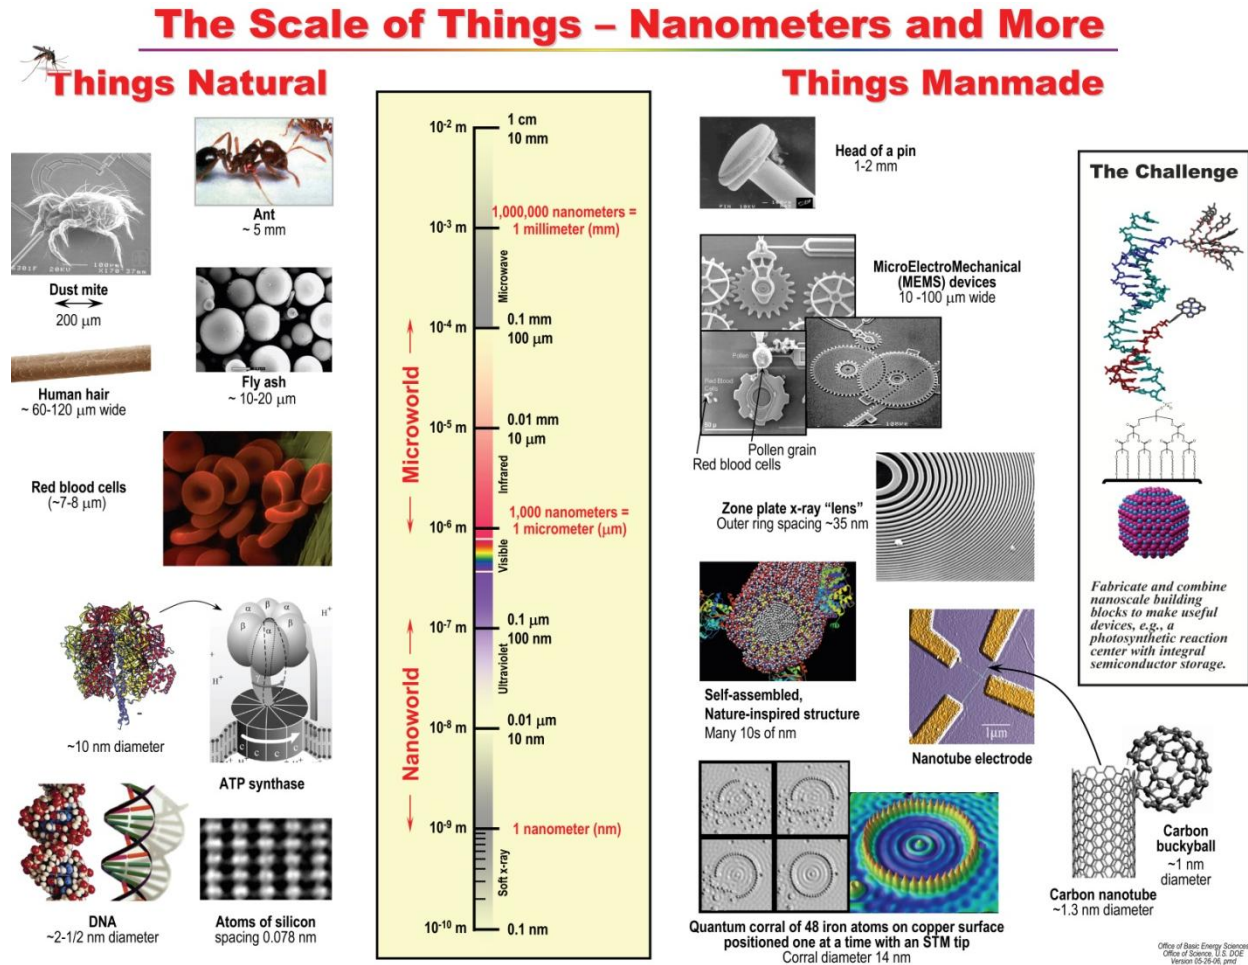 The Scale of Things – Nanometers and More
Things Natural
Things Manmade
Ant
~ 5 mm
Dust mite
200 μm
Fly ash
~ 10-20 μm
Human hair
~ 60-120 μm wide
Red blood cells
(~7-8 μm)
α
β
α
β
α
β
H+
H+
H+
+
-
c
c
c
c
~10 nm diameter
ATP synthase
DNA
~2-1/2 nm diameter
Atoms of silicon
spacing 0.078 nm
Microworld
Nanoworld
10-2 m
1 cm
10 mm
10-3 m
1,000,000 nanometers =
1 millimeter (mm)
Microwave
10-4 m
0.1 mm
100 μm
10-5 m
0.01 mm
10 μm
Infrared
10-6 m
1,000 nanometers =
1 micrometer (μm)
Visible
10-7 m
0.1 μm
100 nm
Ultraviolet
10-8 m
0.01 μm
10 nm
10-9 m
1 nanometer (nm)
Soft x-ray
10-10 m
0.1 nm
Head of a pin
1-2 mm
MicroElectroMechanical
(MEMS) devices
10 -100 μm wide
Pollen
Red Blood
Cells
Pollen grain
Red blood cells
Zone plate x-ray “lens”
Outer ring spacing ~35 nm
Self-assembled,
Nature-inspired structure
Many 10s of nm
1μm
Nanotube electrode
Carbon
buckyball
~1 nm
diameter
Carbon nanotube
~1.3 nm diameter
Quantum corral of 48 iron atoms on copper surface
positioned one at a time with an STM tip
Corral diameter 14 nm
The Challenge
Fabricate and combine
nanoscale building
blocks to make useful
devices, e.g., a
photosynthetic reaction
center with integral
semiconductor storage.
Office of Basic Energy Sciences
Office of Science, U.S. DOE
Version 05-26-06, pmd